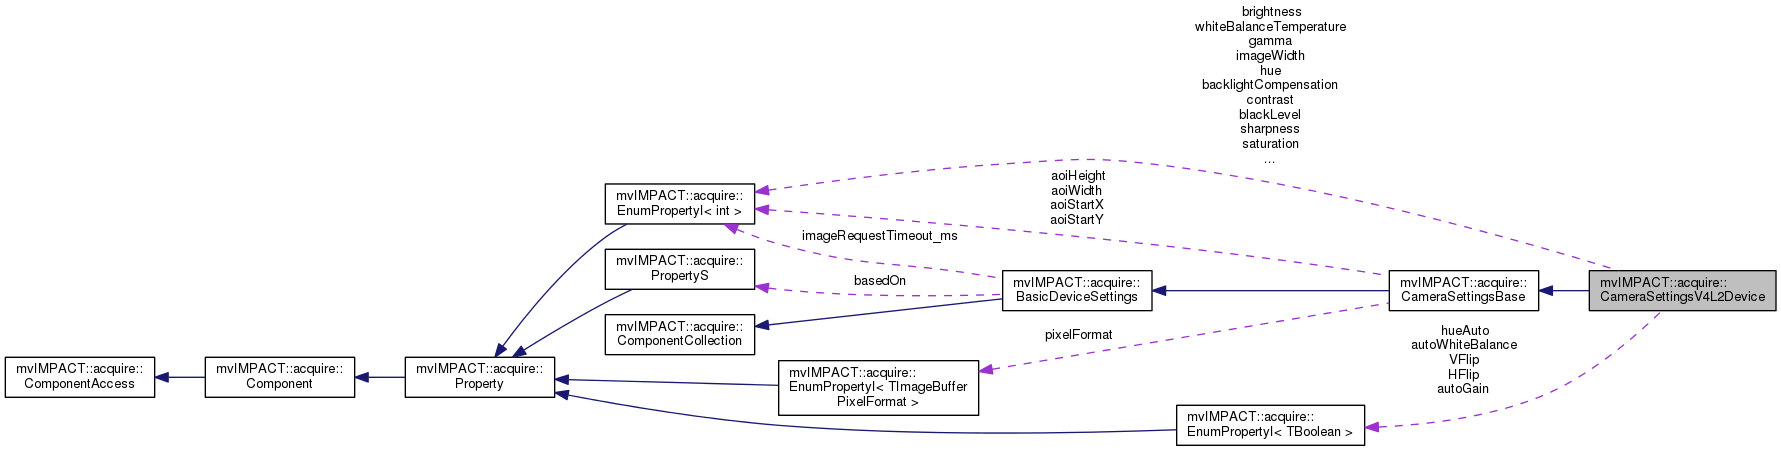 brightness
whiteBalanceTemperature
gamma
imageWidth
hue
backlightCompensation
contrast
blackLevel
sharpness
saturation
...
aoiHeight
aoiWidth
aoiStartX
aoiStartY
mvIMPACT::acquire::
EnumPropertyI< int >
imageRequestTimeout_ms
mvIMPACT::acquire::
PropertyS
basedOn
mvIMPACT::acquire::
BasicDeviceSettings
mvIMPACT::acquire::
CameraSettingsBase
mvIMPACT::acquire::
CameraSettingsV4L2Device
mvIMPACT::acquire::
ComponentCollection
pixelFormat
hueAuto
autoWhiteBalance
VFlip
HFlip
autoGain
mvIMPACT::acquire::
ComponentAccess
mvIMPACT::acquire::
Component
mvIMPACT::acquire::
Property
mvIMPACT::acquire::
EnumPropertyI< TImageBuffer
PixelFormat >
mvIMPACT::acquire::
EnumPropertyI< TBoolean >